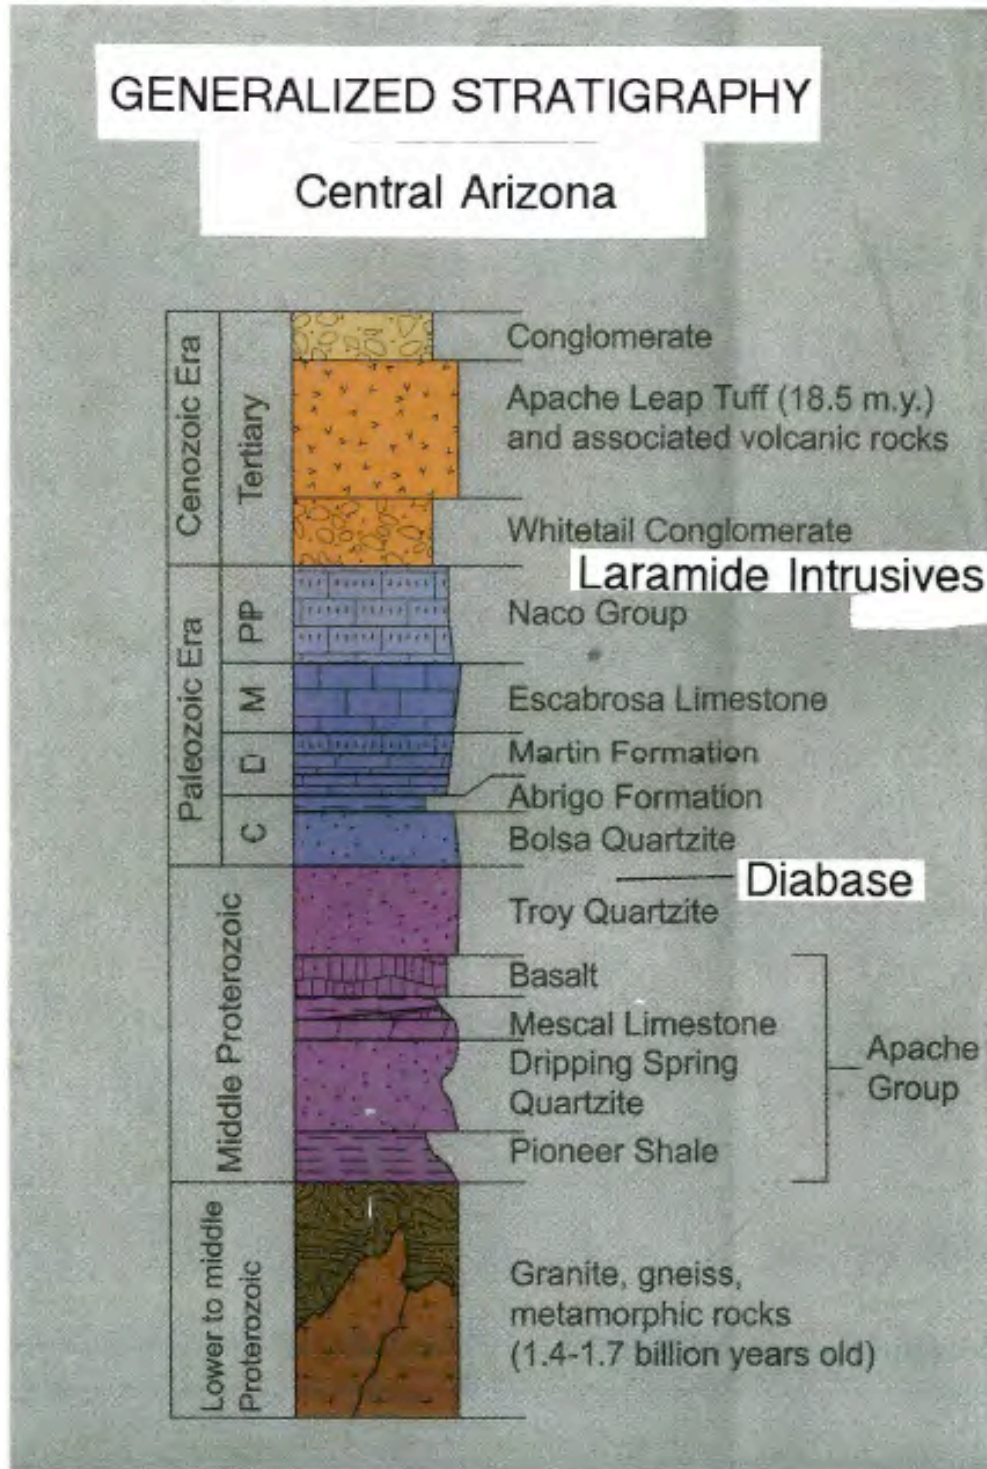 GENERALIZED STRATIGRAPHY
Central Arizona
Cenozoic Era
Tertiary
Conglomerate
Apache Leap Tuff (18.5 m.y.)
and associated volcanic rocks
Whitetail Conglomerate
Laramide Intrusives
Paleozoic Era
PIP
Naco Group
M
Escabrosa Limestone
D
Martin Formation
Abrigo Formation
C
Bolsa Quartzite
Diabase
Middle Proterozoic
Troy Quartzite
Basalt
Mescal Limestone
Dripping Spring
Quartzite
Pioneer Shale
Apache
Group
Lower to middle
Proterozoic
Granite, gneiss,
metamorphic rocks
(1.4-1.7 billion years old)